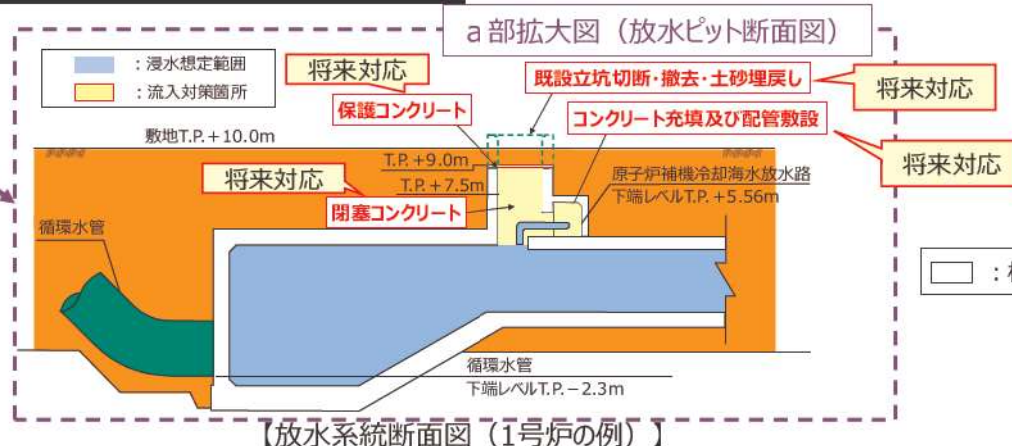 a部拡大図（放水ピット断面図）
：浸水想定範囲
：流入対策箇所
将来対応
既設立坑切断・撤去・土砂埋戻し
将来対応
保護コンクリート
コンクリート充填及び配管敷設
敷地T.P.＋10.0m
将来対応
T.P.＋9.0m
将来対応
T.P.＋7.5m
原子炉補機冷却海水放水路
下端レベルT.P.＋5.56m
閉塞コンクリート
循環水管
循環水管
下端レベルT.P.－2.3m
【放水系統断面図（1号炉の例）】